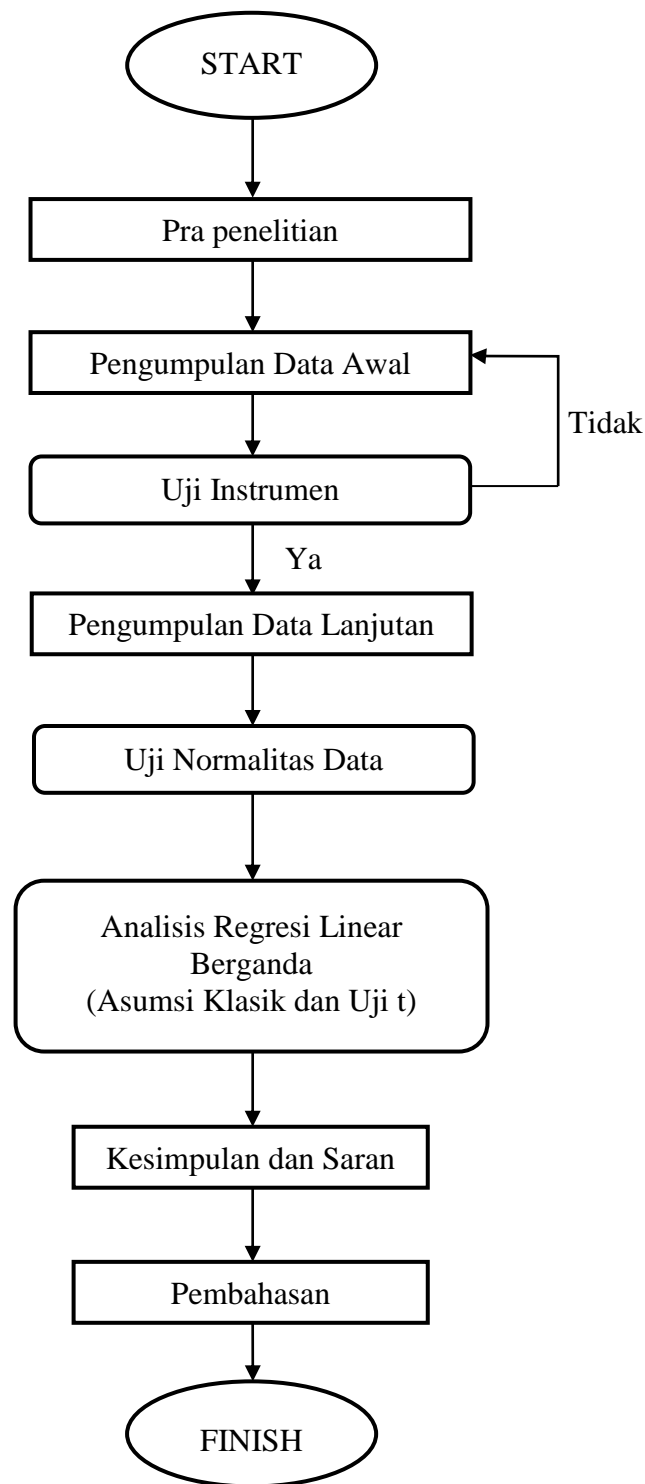 START
Pra penelitian
Pengumpulan Data Awal
Tidak
Uji Instrumen
Ya
Pengumpulan Data Lanjutan
Uji Normalitas Data
Analisis Regresi Linear
Berganda
(Asumsi Klasik dan Uji t)
Kesimpulan dan Saran
Pembahasan
FINISH